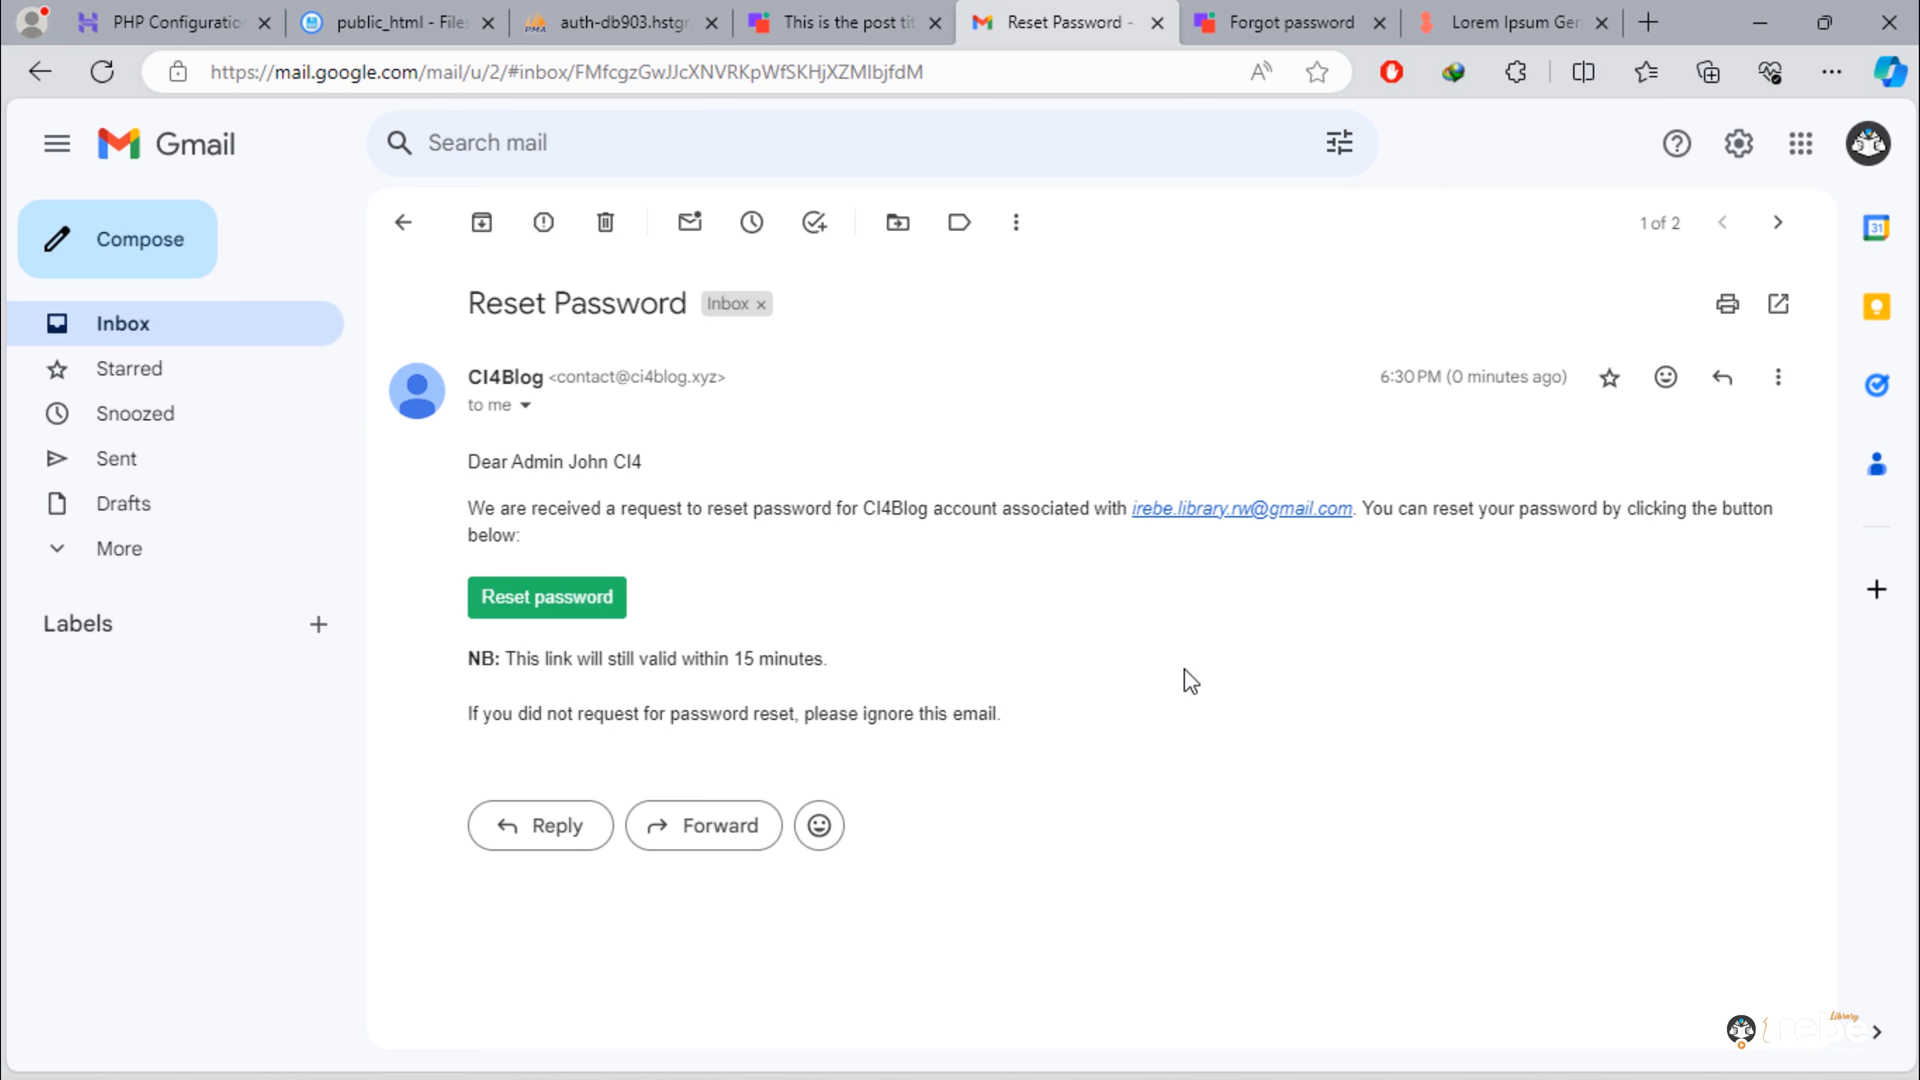 PHP Configuratio
public_html - File
auth-db903.hstgr
This is the post tit
Reset Password -
Forgot password
Lorem Ipsum Gen
https://mail.google.com/mail/u/2/#inbox/FMfcgzGwJJcXNVRKpWfSKHjXZMlbjfdM
Gmail
Search mail
Compose
1 of 2
Inbox
Starred
Snoozed
Sent
Drafts
More
Labels
Reset Password Inbox
CI4Blog <contact@ci4blog.xyz> 6:30 PM (0 minutes ago)
to me
Dear Admin John CI4
We are received a request to reset password for CI4Blog account associated with irebe.library.rw@gmail.com. You can reset your password by clicking the button
below:
Reset password
NB: This link will still valid within 15 minutes.
If you did not request for password reset, please ignore this email.
Reply
Forward
31
PMA
Library
irebe